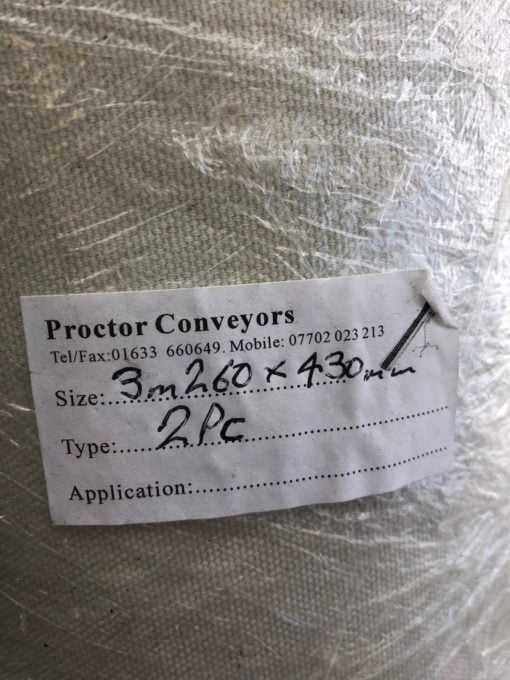 Proctor Conveyors
Tel/Fax:01633 660649. Mobile: 07702 023 213
Size:...3m260 x 430mm
Type:......2Pc......
Application:......